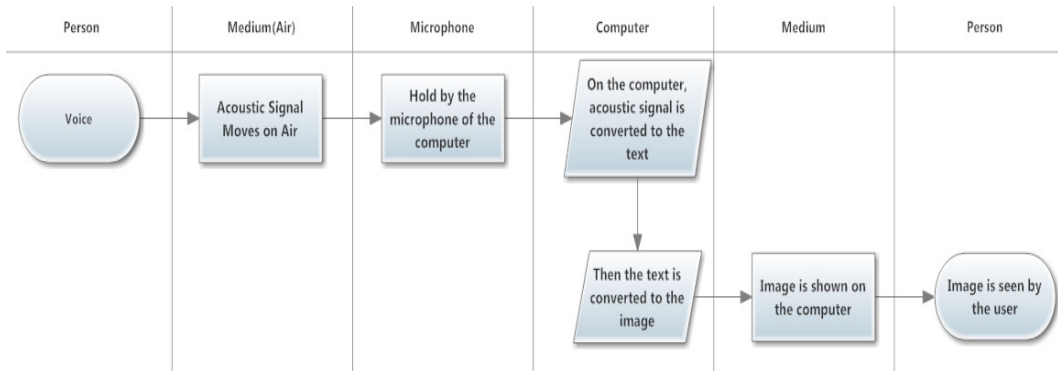 Person
Medium(Air)
Microphone
Computer
Medium
Person
Voice
Acoustic Signal
Moves on Air
Hold by the
microphone of the
computer
On the computer,
acoustic signal is
converted to the
text
Then the text is
converted to the
image
Image is shown on
the computer
Image is seen by
the user